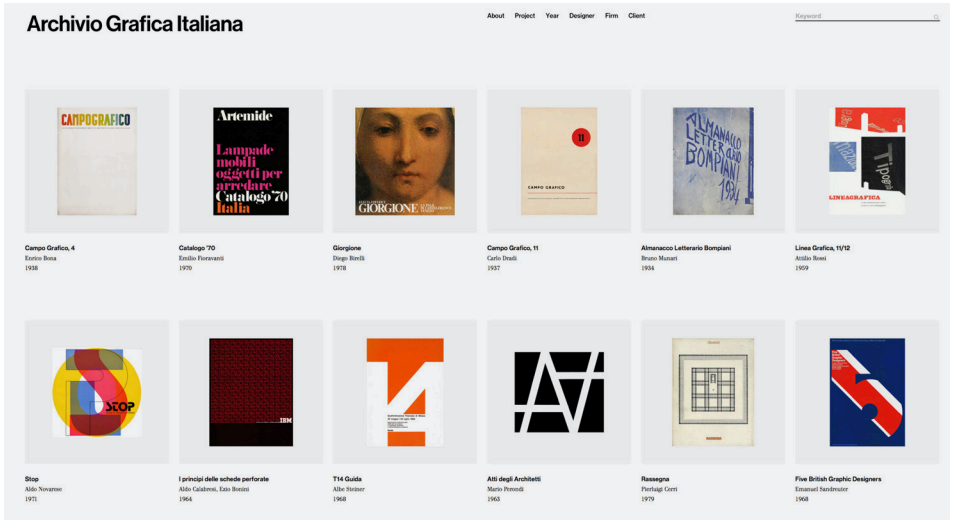 Archivio Grafica Italiana
About Project Year Designer Firm Client
Keyword
CAMPOGRAFICO
Artemide
Lampade
mobili
oggetti per
arredare
Catalogo '70
Italia
GIORGIONE
11
CAMPO GRAFICO
ALMANACCO
LETTERARIO
BOMPIANI
1934
Tipogr
LINEAGRAFICA
Campo Grafico, 4
Enrico Bona
1938
Catalogo '70
Emilio Fioravanti
1970
Giorgione
Diego Birelli
1978
Campo Grafico, 11
Carlo Dradi
1937
Almanacco Letterario Bompiani
Bruno Munari
1934
Linea Grafica, 11/12
Attilio Rossi
1959
STOP
IBM
T14
Stop
Aldo Novarese
1971
I principi delle schede perforate
Aldo Calabresi, Ezio Bonini
1964
T14 Guida
Albe Steiner
1968
Atti degli Architetti
Mario Perondi
1963
Rassegna
Pierluigi Cerri
1979
Five British Graphic Designers
Emanuel Sandreuter
1968